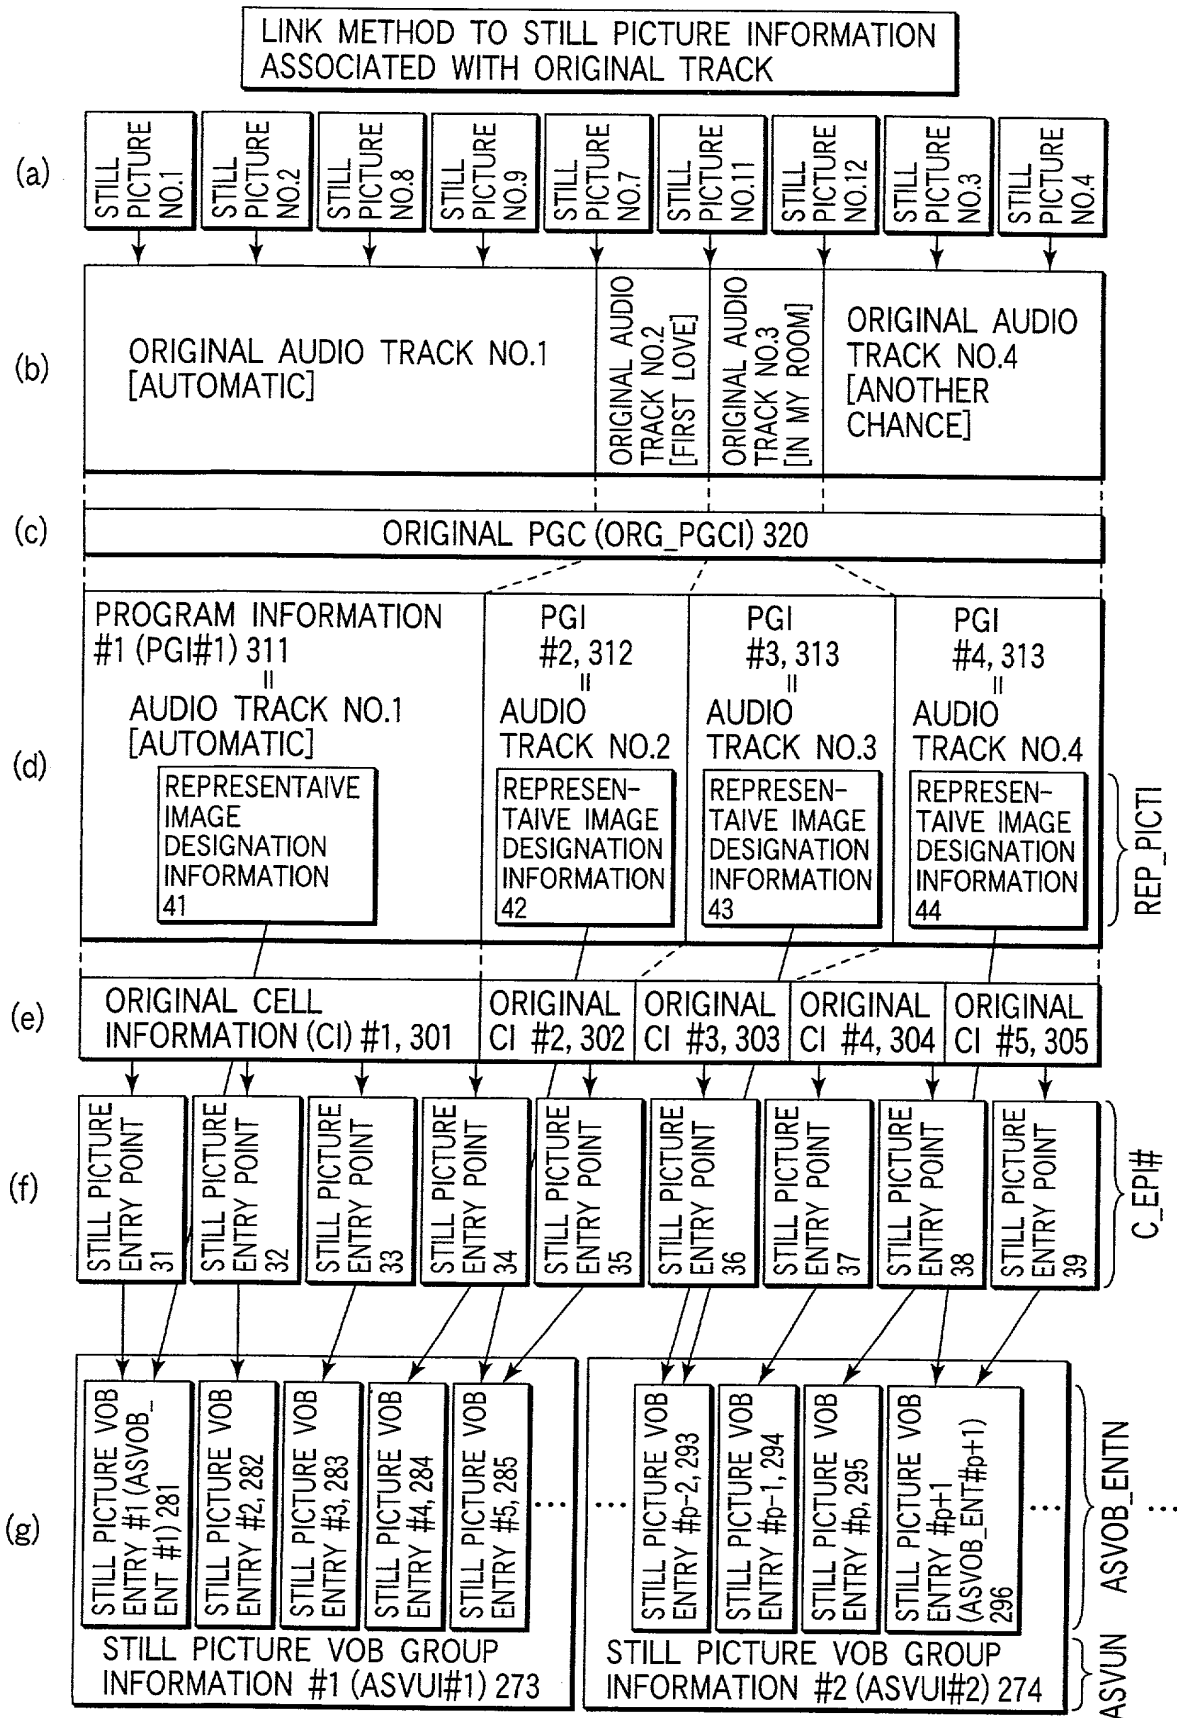 LINK METHOD TO STILL PICTURE INFORMATION
ASSOCIATED WITH ORIGINAL TRACK
(a)
STILL
PICTURE
NO.1
STILL
PICTURE
NO.2
STILL
PICTURE
NO.8
STILL
PICTURE
NO.9
STILL
PICTURE
NO.7
STILL
PICTURE
NO.11
STILL
PICTURE
NO.12
STILL
PICTURE
NO.3
STILL
PICTURE
NO.4
(b)
ORIGINAL AUDIO TRACK NO.1
[AUTOMATIC]
ORIGINAL AUDIO
TRACK NO.2
[FIRST LOVE]
ORIGINAL AUDIO
TRACK NO.3
[IN MY ROOM]
ORIGINAL AUDIO
TRACK NO.4
[ANOTHER
CHANCE]
(c)
ORIGINAL PGC (ORG_PGCI) 320
(d)
PROGRAM INFORMATION
#1 (PGI#1) 311
=
AUDIO TRACK NO.1
[AUTOMATIC]
REPRESENTAIVE
IMAGE
DESIGNATION
INFORMATION
41
PGI
#2, 312
=
AUDIO
TRACK NO.2
REPRESEN-
TAIVE IMAGE
DESIGNATION
INFORMATION
42
PGI
#3, 313
=
AUDIO
TRACK NO.3
REPRESEN-
TAIVE IMAGE
DESIGNATION
INFORMATION
43
PGI
#4, 313
=
AUDIO
TRACK NO.4
REPRESEN-
TAIVE IMAGE
DESIGNATION
INFORMATION
44
REP_PICTI
(e)
ORIGINAL CELL
INFORMATION (CI) #1, 301
ORIGINAL
CI #2, 302
ORIGINAL
CI #3, 303
ORIGINAL
CI #4, 304
ORIGINAL
CI #5, 305
(f)
STILL PICTURE
ENTRY POINT
31
STILL PICTURE
ENTRY POINT
32
STILL PICTURE
ENTRY POINT
33
STILL PICTURE
ENTRY POINT
34
STILL PICTURE
ENTRY POINT
35
STILL PICTURE
ENTRY POINT
36
STILL PICTURE
ENTRY POINT
37
STILL PICTURE
ENTRY POINT
38
STILL PICTURE
ENTRY POINT
39
C_EPI#
(g)
STILL PICTURE VOB
ENTRY #1 (ASVOB_
ENT #1) 281
STILL PICTURE VOB
ENTRY #2, 282
STILL PICTURE VOB
ENTRY #3, 283
STILL PICTURE VOB
ENTRY #4, 284
STILL PICTURE VOB
ENTRY #5, 285
... ...
STILL PICTURE VOB
ENTRY #p-2, 293
STILL PICTURE VOB
ENTRY #p-1, 294
STILL PICTURE VOB
ENTRY #p, 295
STILL PICTURE VOB
ENTRY #p+1
(ASVOB_ENT#p+1)
296
...
ASVOB_ENTN
...
STILL PICTURE VOB GROUP
INFORMATION #1 (ASVUI#1) 273
STILL PICTURE VOB GROUP
INFORMATION #2 (ASVUI#2) 274
ASVUN